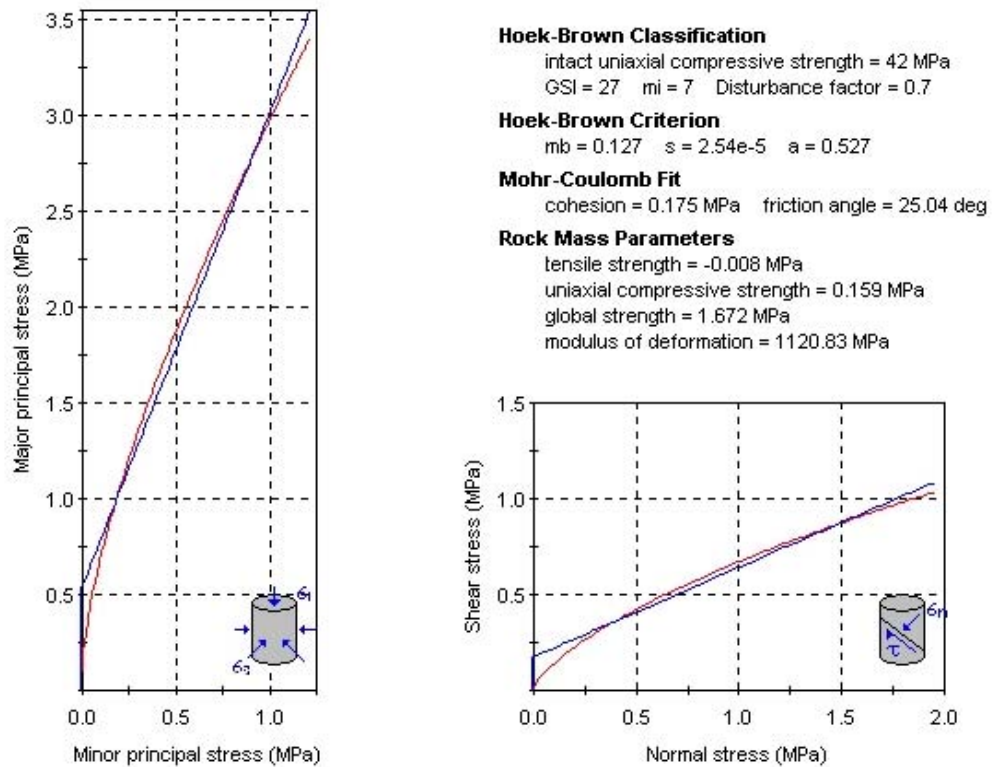 3.5
3.0
2.5
2.0
1.5
1.0
0.5
Major principal stress (MPa)
0.0 0.5 1.0
Minor principal stress (MPa)
σ1
σ3
Hoek-Brown Classification
intact uniaxial compressive strength = 42 MPa
GSI = 27 mi = 7 Disturbance factor = 0.7
Hoek-Brown Criterion
mb = 0.127 s = 2.54e-5 a = 0.527
Mohr-Coulomb Fit
cohesion = 0.175 MPa friction angle = 25.04 deg
Rock Mass Parameters
tensile strength = -0.008 MPa
uniaxial compressive strength = 0.159 MPa
global strength = 1.672 MPa
modulus of deformation = 1120.83 MPa
1.5
1.0
0.5
Shear stress (MPa)
σn
τ
0.0 0.5 1.0 1.5 2.0
Normal stress (MPa)